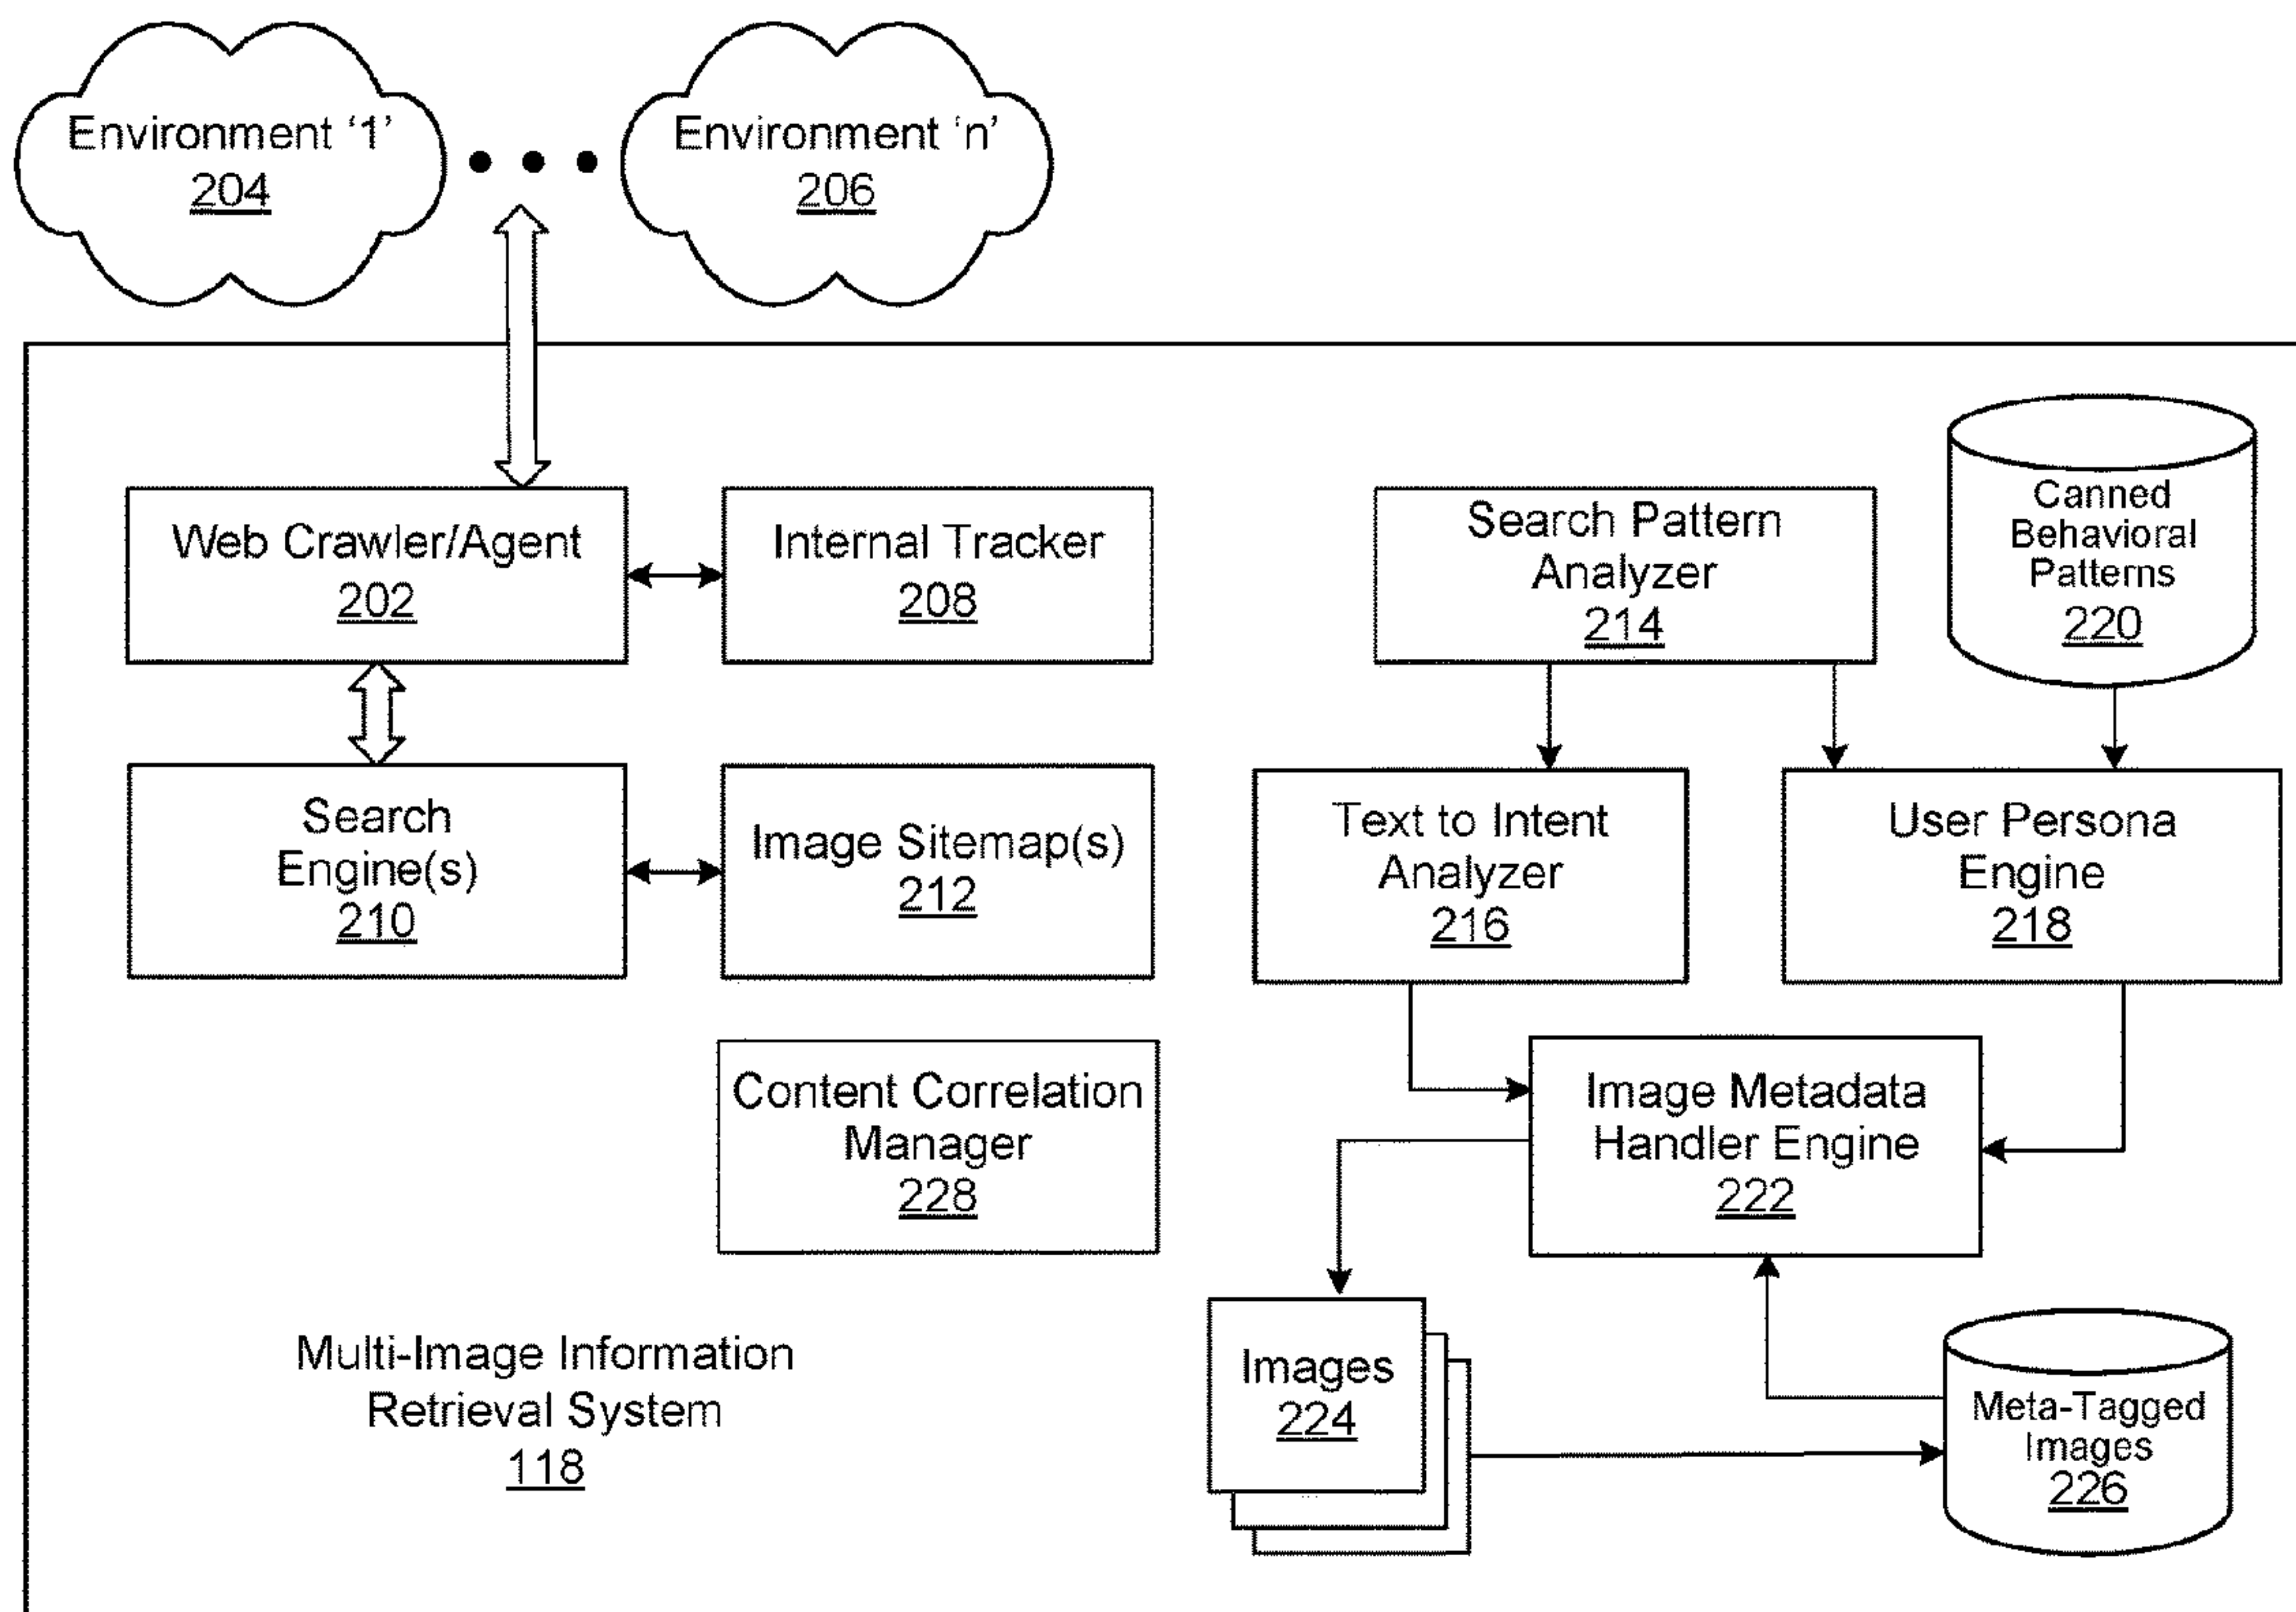 Environment ‘1’
204
Environment ‘n’
206
Web Crawler/Agent
202
Internal Tracker
208
Search Pattern
Analyzer
214
Canned
Behavioral
Patterns
220
Search
Engine(s)
210
Image Sitemap(s)
212
Text to Intent
Analyzer
216
User Persona
Engine
218
Content Correlation
Manager
228
Image Metadata
Handler Engine
222
Multi-Image Information
Retrieval System
118
Images
224
Meta-Tagged
Images
226